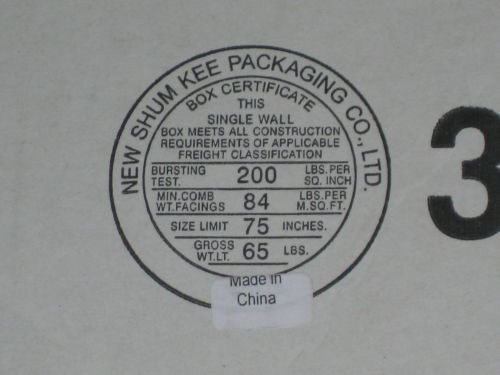 NEW SHUM KEE PACKAGING CO., LTD.
BOX CERTIFICATE
THIS
SINGLE WALL
BOX MEETS ALL CONSTRUCTION
REQUIREMENTS OF APPLICABLE
FREIGHT CLASSIFICATION
BURSTING TEST. 200 LBS. PER SQ. INCH
MIN.COMB WT.FACINGS 84 LBS.PER M.SQ.FT.
SIZE LIMIT 75 INCHES.
GROSS WT.LT. 65 LBS.
Made in
China
3